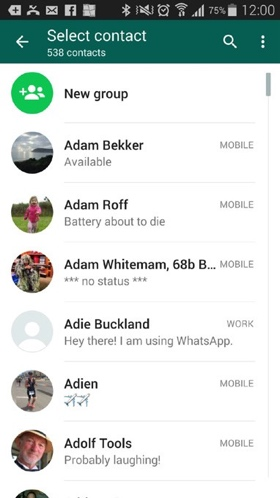 75% 12:00
Select contact
538 contacts
New group
Adam Bekker MOBILE
Available
Adam Roff MOBILE
Battery about to die
Adam Whitemam, 68b B... MOBILE
*** no status ***
Adie Buckland WORK
Hey there! I am using WhatsApp.
Adien MOBILE
Adolf Tools MOBILE
Probably laughing!